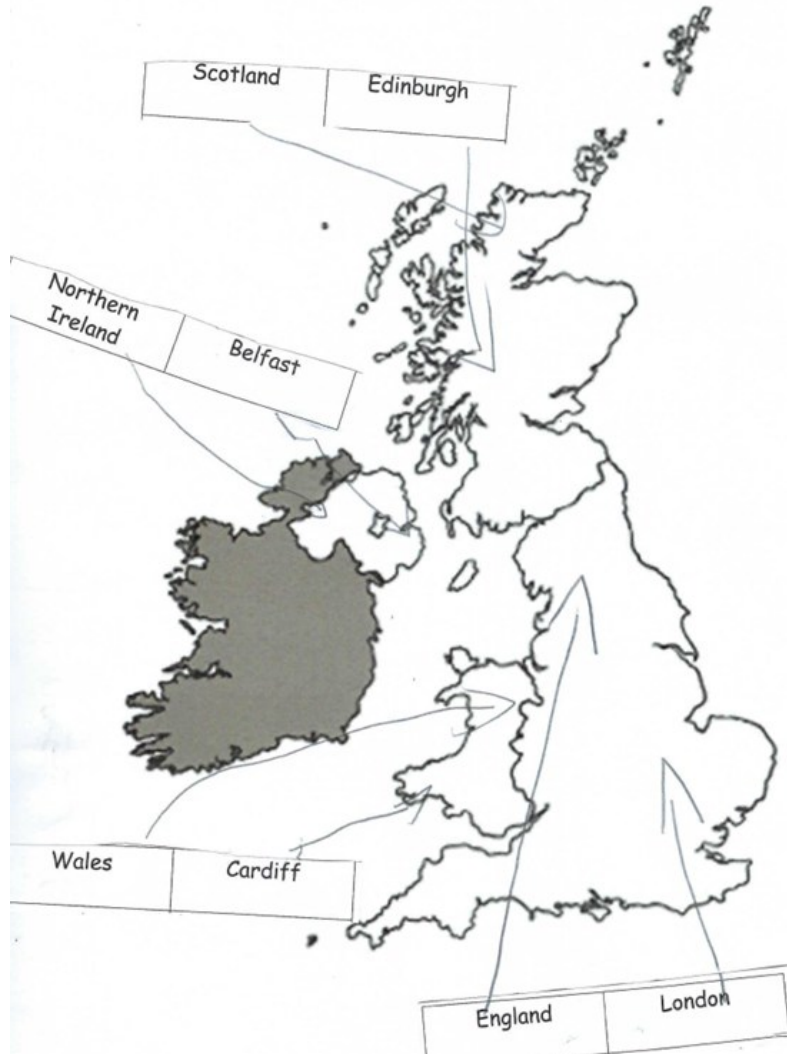 Scotland
Edinburgh
Northern
Ireland
Belfast
Wales
Cardiff
England
London